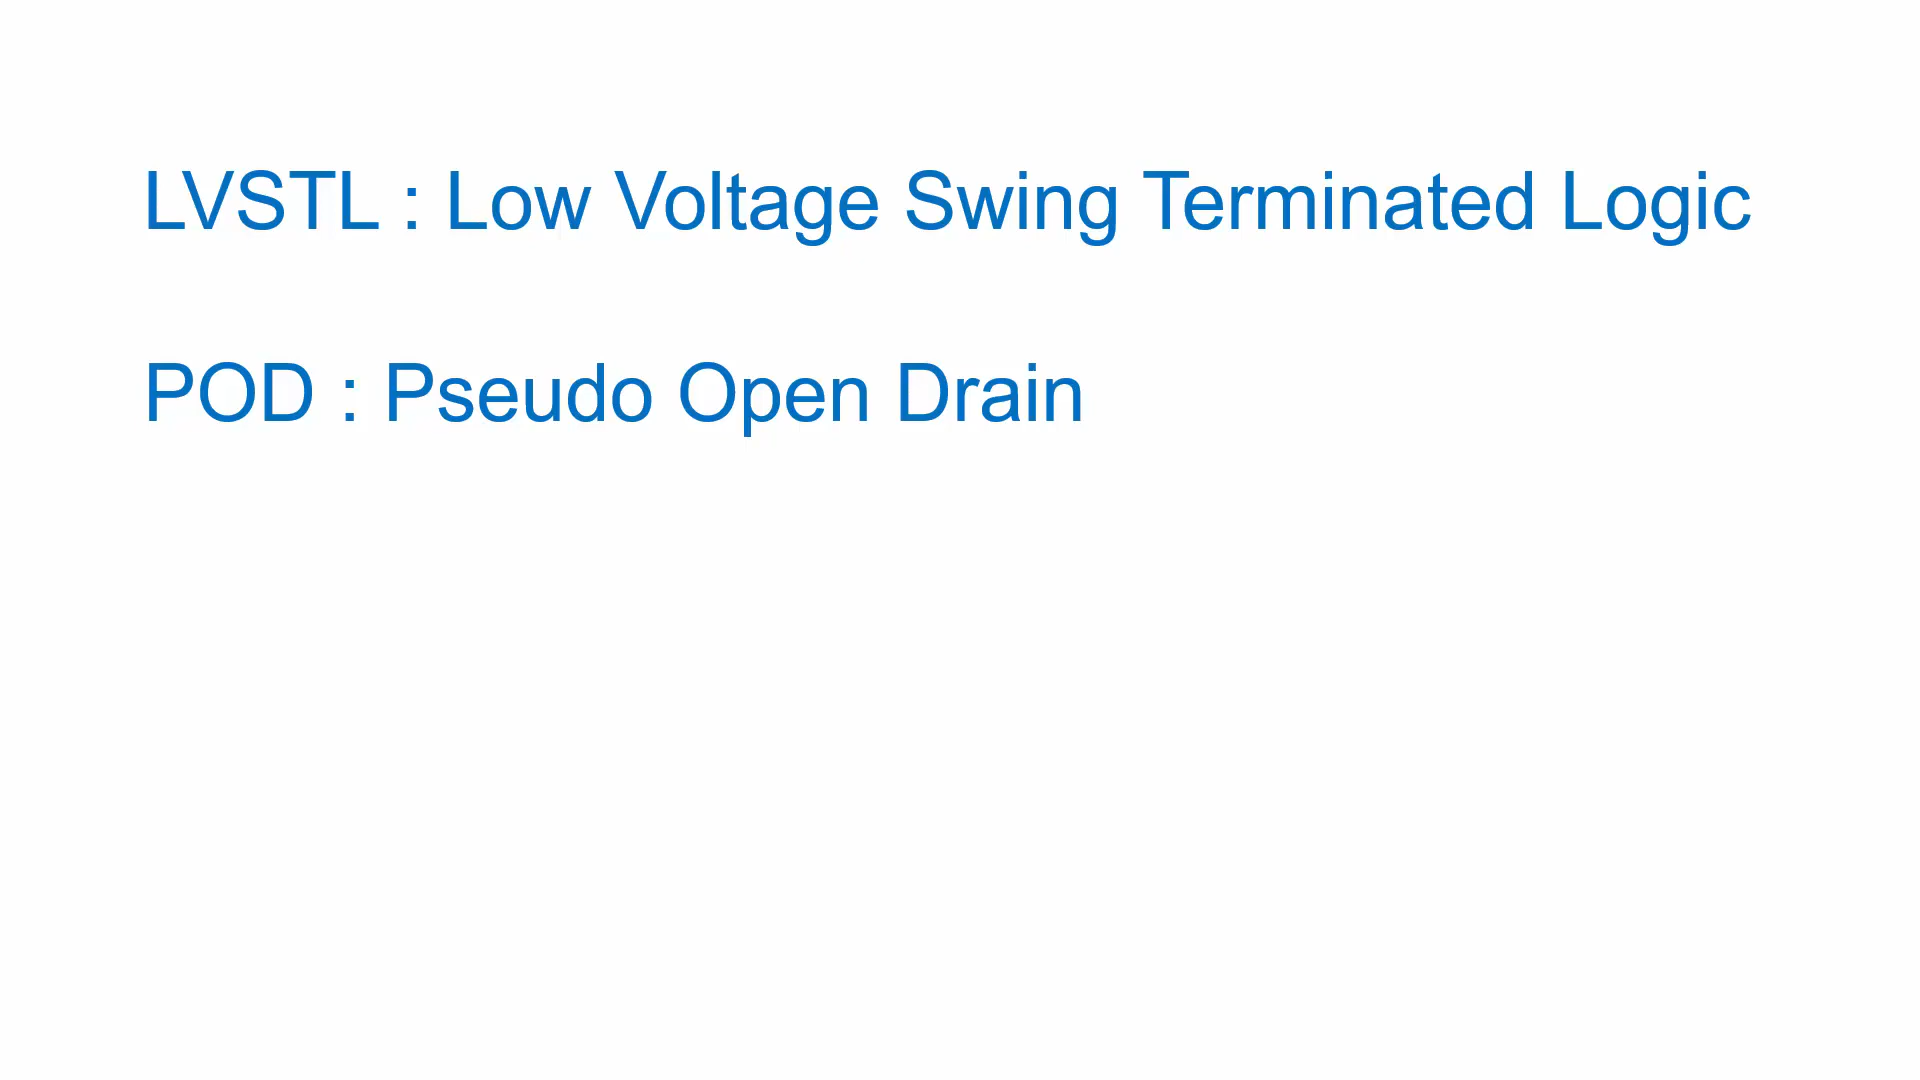 LVSTL : Low Voltage Swing Terminated Logic
POD : Pseudo Open Drain